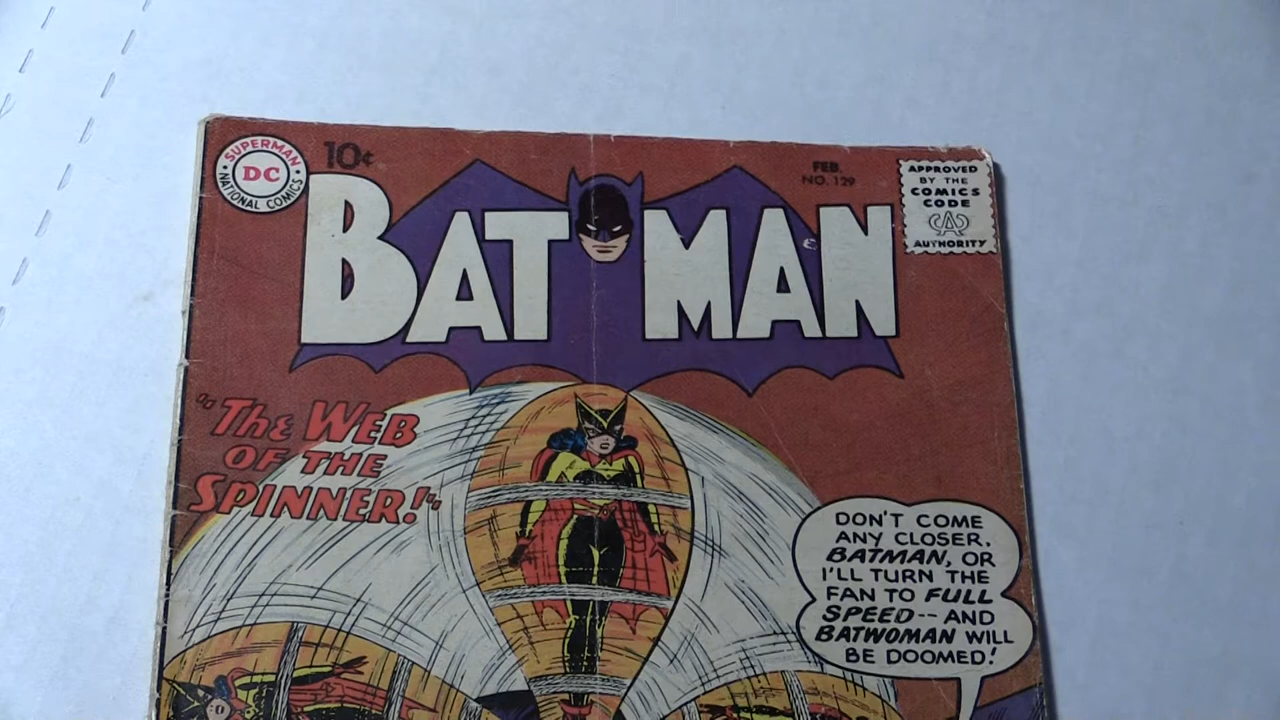 SUPERMAN
DC
NATIONAL COMICS
10¢
FEB.
NO. 129
APPROVED
BY THE
COMICS
CODE
CA
AUTHORITY
BATMAN
"THE WEB
OF THE
SPINNER!"
DON'T COME
ANY CLOSER,
BATMAN, OR
I'LL TURN THE
FAN TO FULL
SPEED-- AND
BATWOMAN WILL
BE DOOMED!